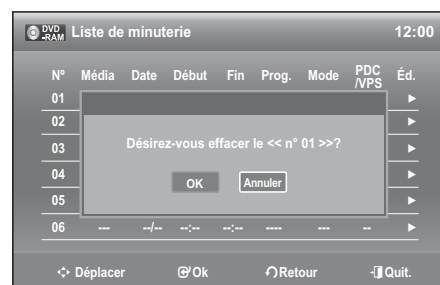 DVD-RAM Liste de minuterie 12:00
Nº Média Date Début Fin Prog. Mode PDC/VPS Éd.
01
02
03
04
05
06 --- --/-- --:-- --:-- ---- --- --
Désirez-vous effacer le << n° 01 >>?
OK Annuler
Déplacer Ok Retour Quit.